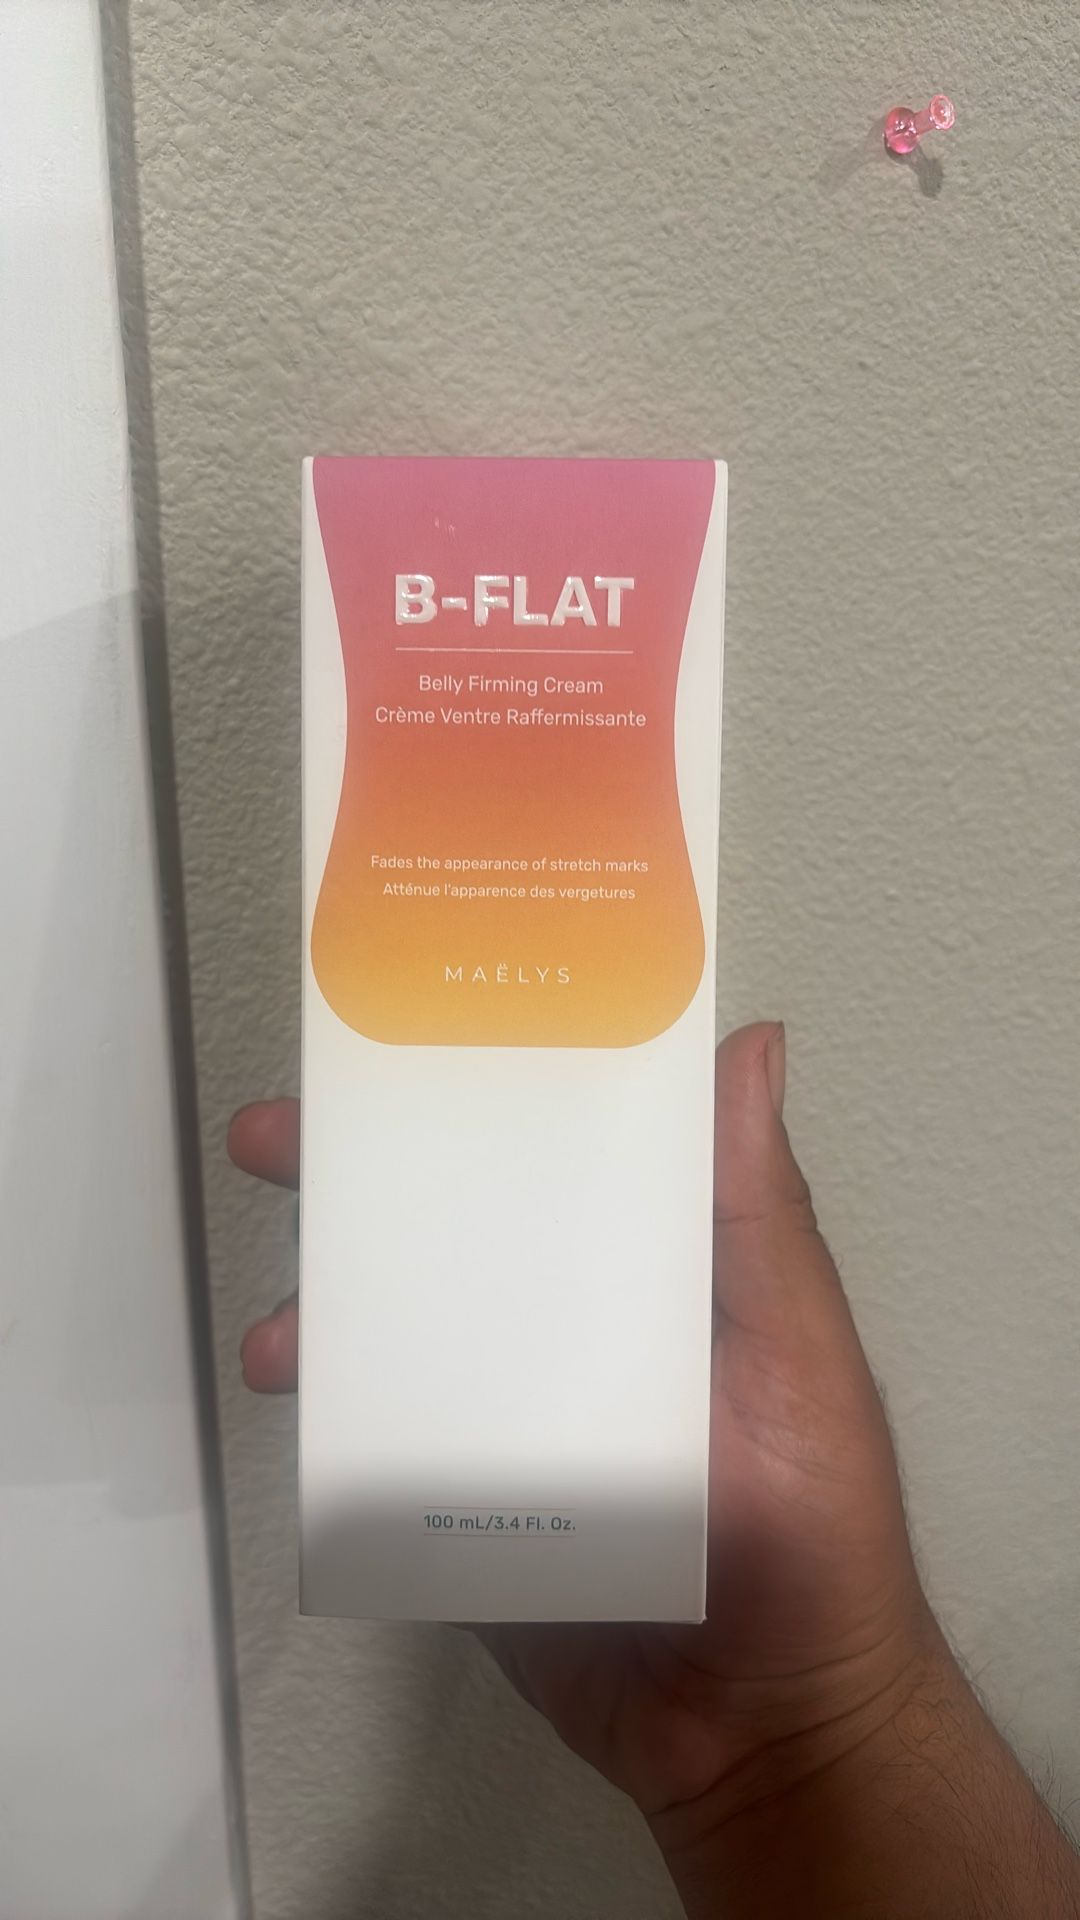 B-FLAT
Belly Firming Cream
Crème Ventre Raffermissante
Fades the appearance of stretch marks
Atténue l'apparence des vergetures
MAËLYS
100 mL/3.4 Fl. Oz.